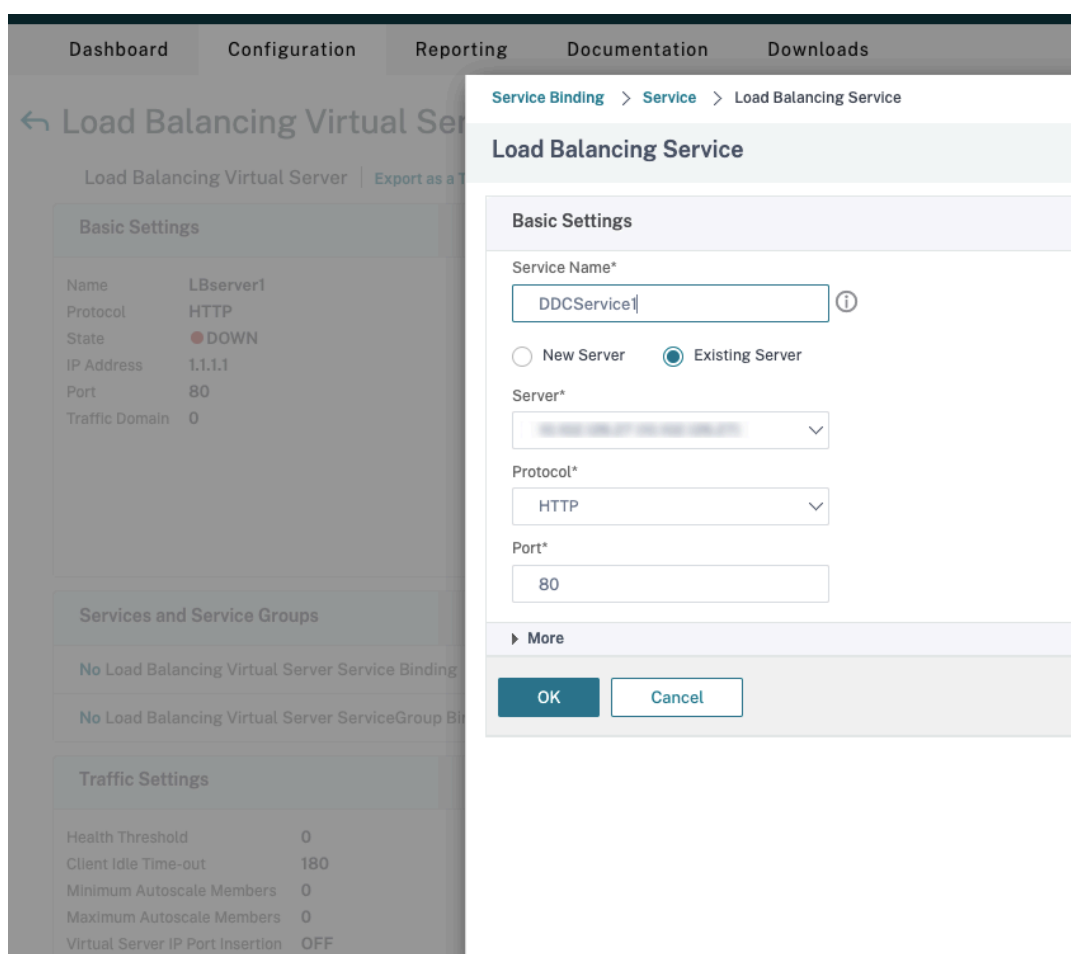 Dashboard Configuration Reporting Documentation Downloads
Load Balancing Virtual Ser
Load Balancing Virtual Server Export as a T
Basic Settings
Name LBserver1
Protocol HTTP
State DOWN
IP Address 1.1.1.1
Port 80
Traffic Domain 0
Services and Service Groups
No Load Balancing Virtual Server Service Binding
No Load Balancing Virtual Server ServiceGroup Bin
Traffic Settings
Health Threshold 0
Client Idle Time-out 180
Minimum Autoscale Members 0
Maximum Autoscale Members 0
Virtual Server IP Port Insertion OFF
Service Binding > Service > Load Balancing Service
Load Balancing Service
Basic Settings
Service Name*
DDCService1
New Server Existing Server
Server*
Protocol*
HTTP
Port*
80
More
OK Cancel